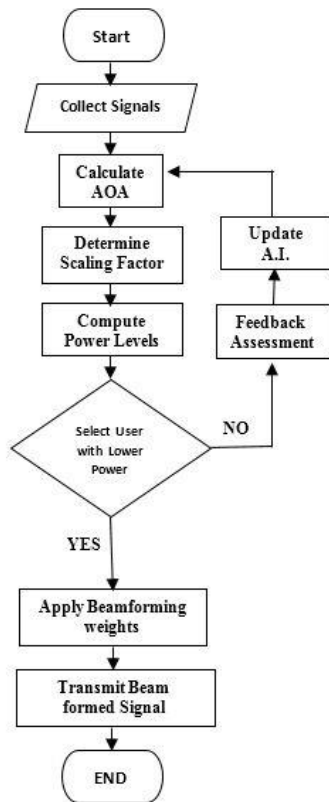 Start
Collect Signals
Calculate
AOA
Update
A.I.
Determine
Scaling Factor
Compute
Power Levels
Feedback
Assessment
Select User
with Lower
Power
NO
YES
Apply Beamforming
weights
Transmit Beam
formed Signal
END